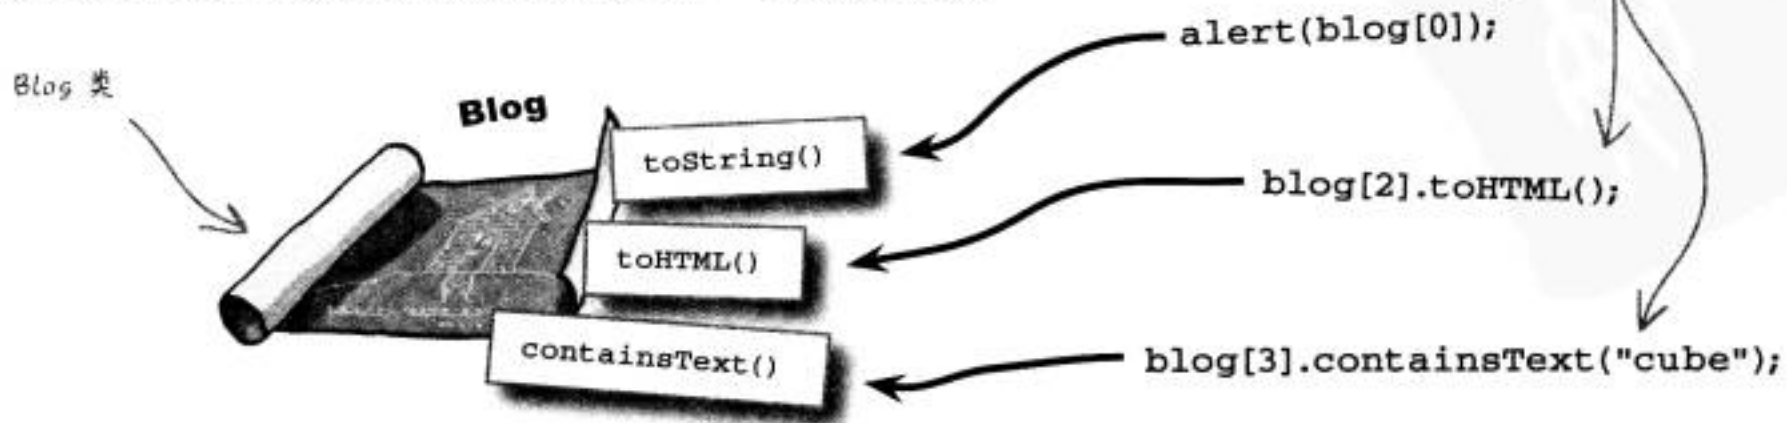 alert(blog[0]);
Blog 类
Blog
toString()
blog[2].toHTML();
toHTML()
containsText()
blog[3].containsText("cube");